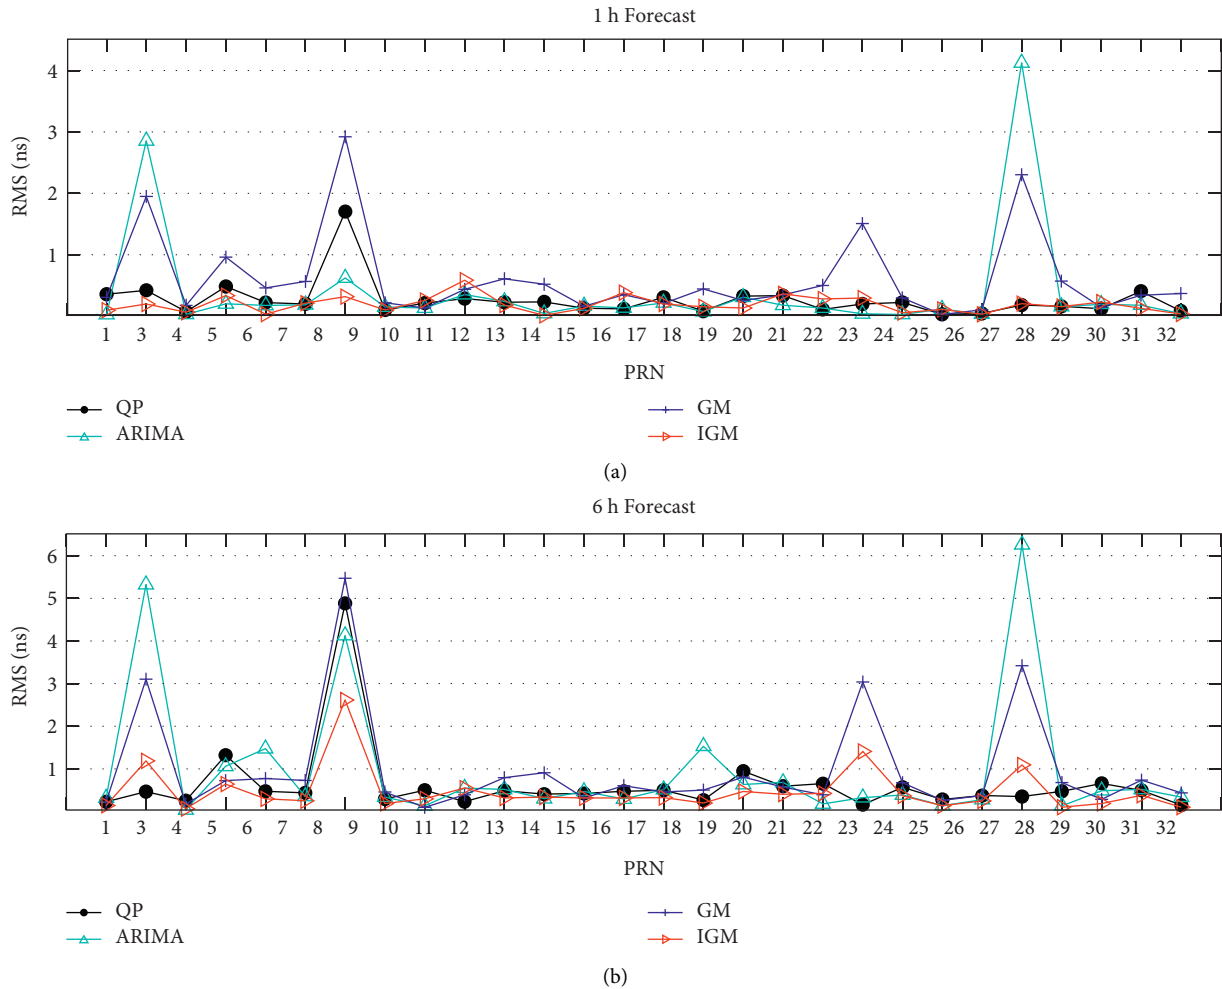 1 h Forecast
4
3
2
1
RMS (ns)
1 3 4 5 6 7 8 9 10 11 12 13 14 15 16 17 18 19 20 21 22 23 24 25 26 27 28 29 30 31 32
PRN
QP
ARIMA
GM
IGM
(a)
6 h Forecast
6
5
4
3
2
1
RMS (ns)
1 3 4 5 6 7 8 9 10 11 12 13 14 15 16 17 18 19 20 21 22 23 24 25 26 27 28 29 30 31 32
PRN
QP
ARIMA
GM
IGM
(b)